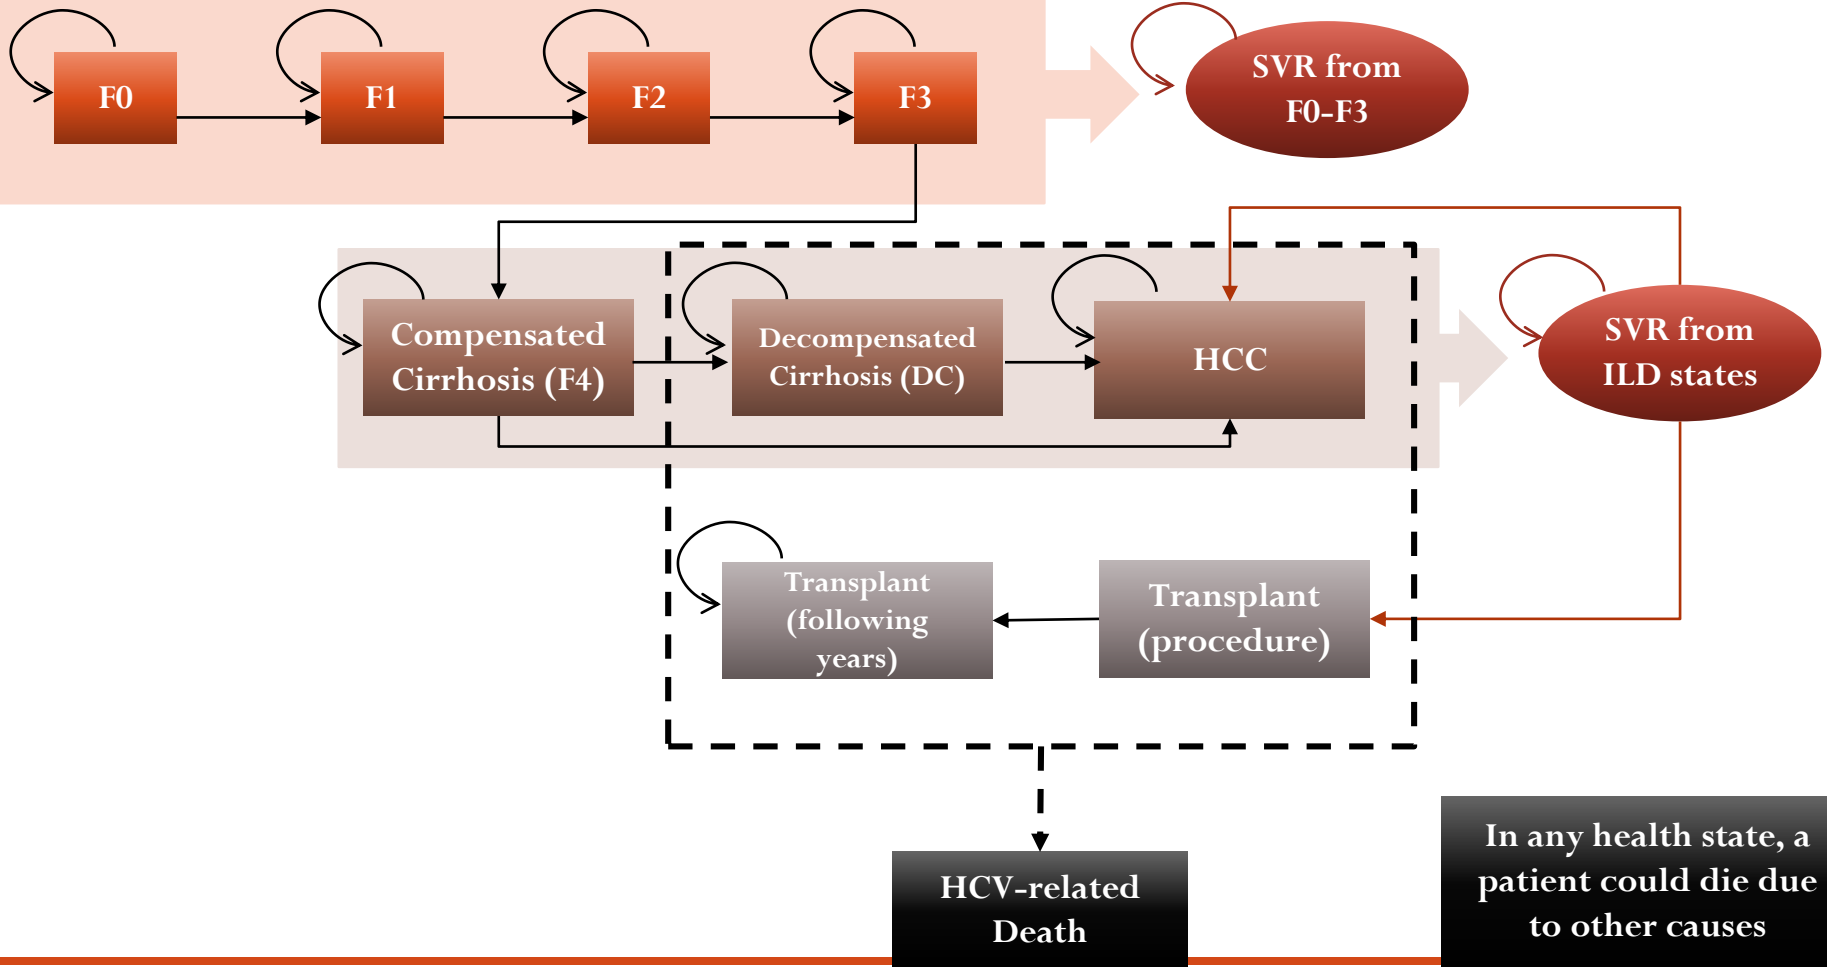 F0
F1
F2
F3
SVR from
F0-F3
Compensated
Cirrhosis (F4)
Decompensated
Cirrhosis (DC)
HCC
SVR from
ILD states
Transplant
(following
years)
Transplant
(procedure)
HCV-related
Death
In any health state, a
patient could die due
to other causes